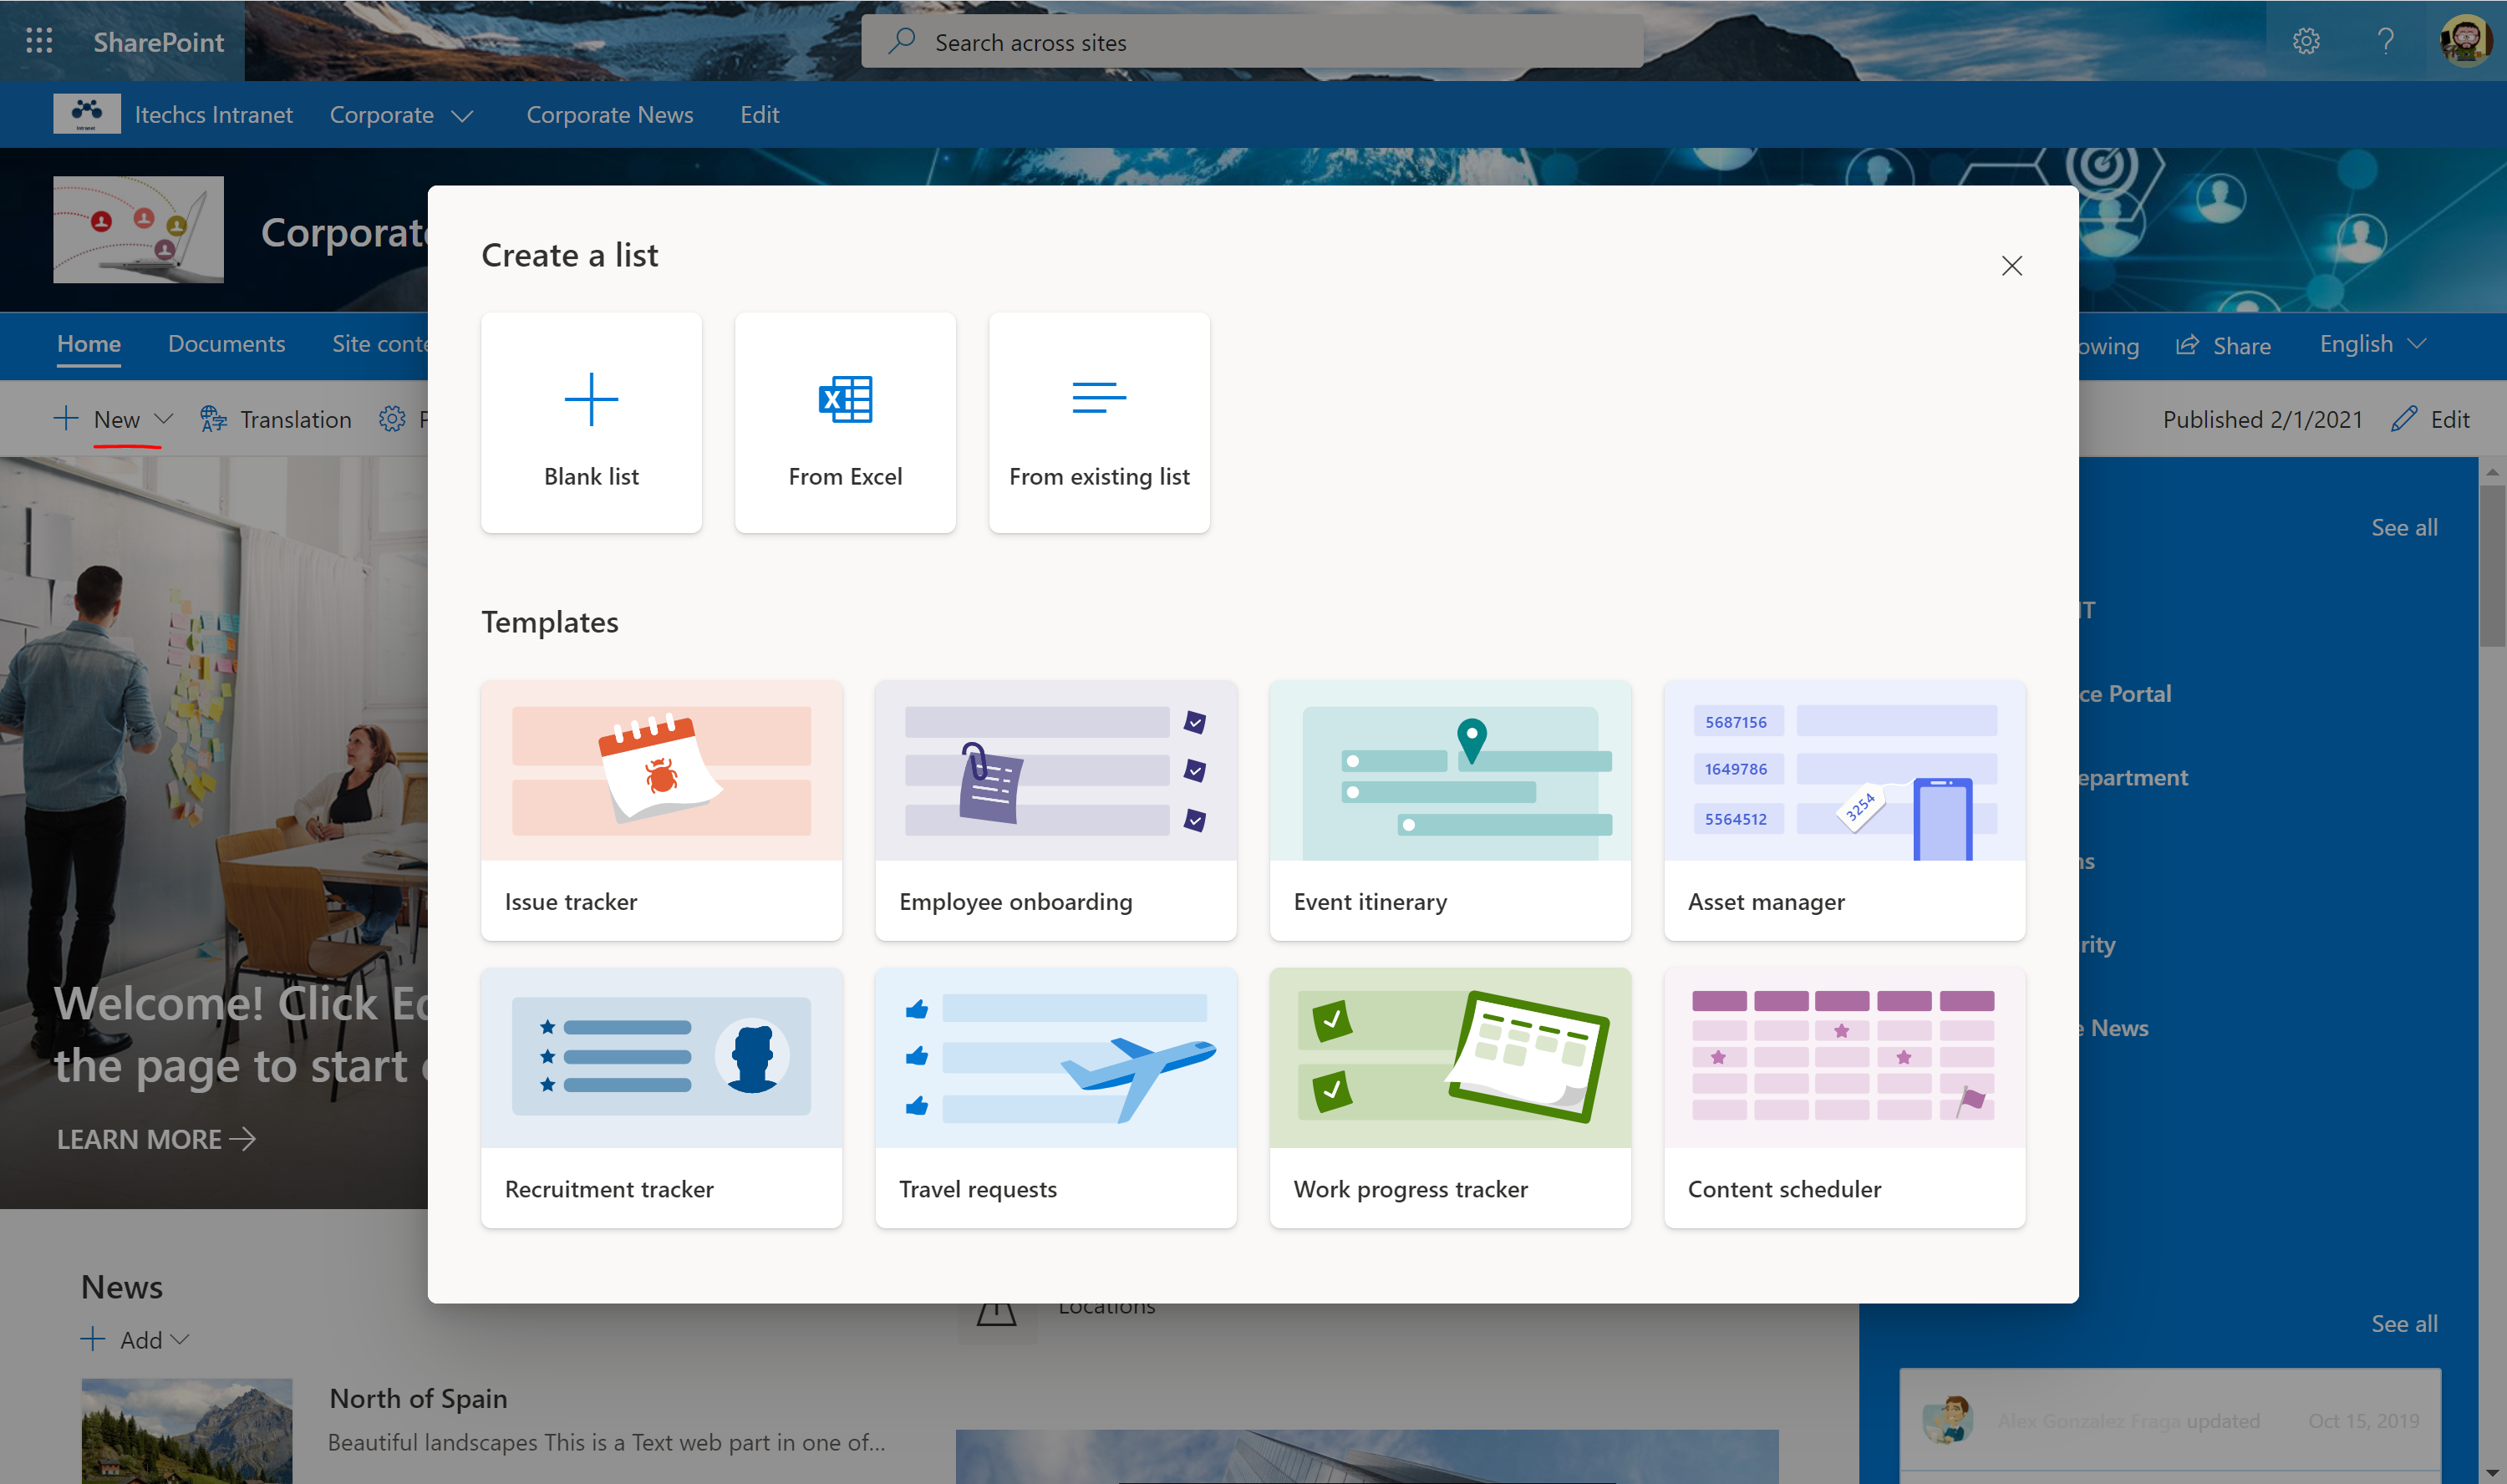 SharePoint
Search across sites
Itechcs Intranet
Corporate
Corporate News
Edit
Intranet
Corporate
Create a list
Home
Documents
Site conte
owing
Share
English
New
Translation
Published 2/1/2021
Edit
Blank list
From Excel
From existing list
See all
Templates
IT
ce Portal
epartment
ns
rity
e News
5687156
1649786
5564512
3254
Issue tracker
Employee onboarding
Event itinerary
Asset manager
Welcome! Click Ed
the page to start
LEARN MORE
Recruitment tracker
Travel requests
Work progress tracker
Content scheduler
News
Add
Locations
See all
North of Spain
Beautiful landscapes This is a Text web part in one of...
Alex Gonzalez Fraga updated
Oct 15, 2019